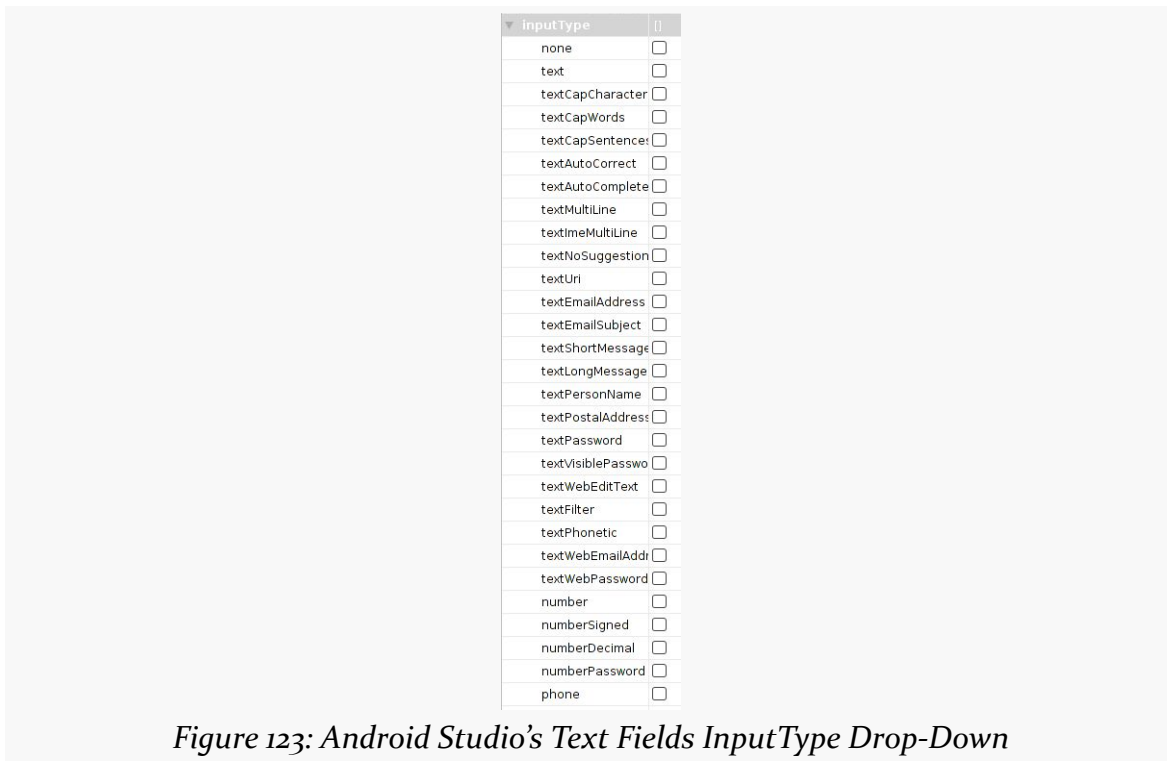 inputType []
none
text
textCapCharacter
textCapWords
textCapSentences
textAutoCorrect
textAutoComplete
textMultiLine
textImeMultiLine
textNoSuggestion
textUri
textEmailAddress
textEmailSubject
textShortMessage
textLongMessage
textPersonName
textPostalAddress
textPassword
textVisiblePasswo
textWebEditText
textFilter
textPhonetic
textWebEmailAddr
textWebPassword
number
numberSigned
numberDecimal
numberPassword
phone
Figure 123: Android Studio's Text Fields InputType Drop-Down